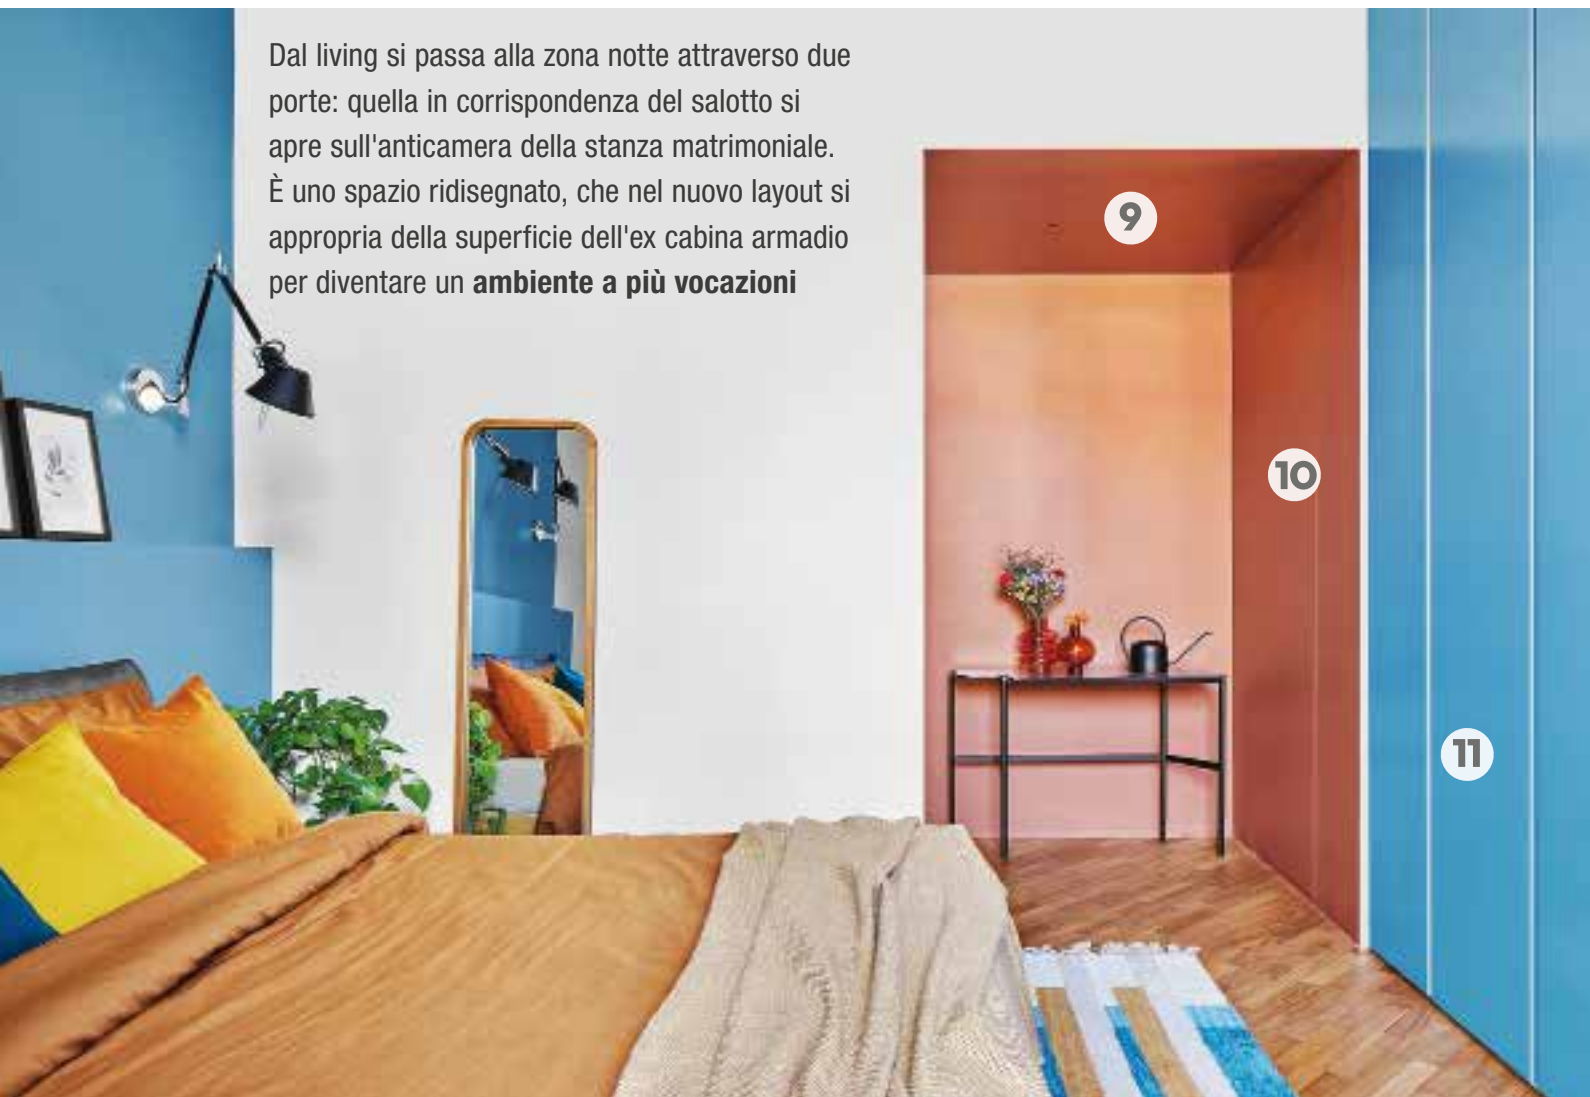 Dal living si passa alla zona notte attraverso due
porte: quella in corrispondenza del salotto si
apre sull'anticamera della stanza matrimoniale.
È uno spazio ridisegnato, che nel nuovo layout si
appropria della superficie dell'ex cabina armadio
per diventare un ambiente a più vocazioni
9
10
11